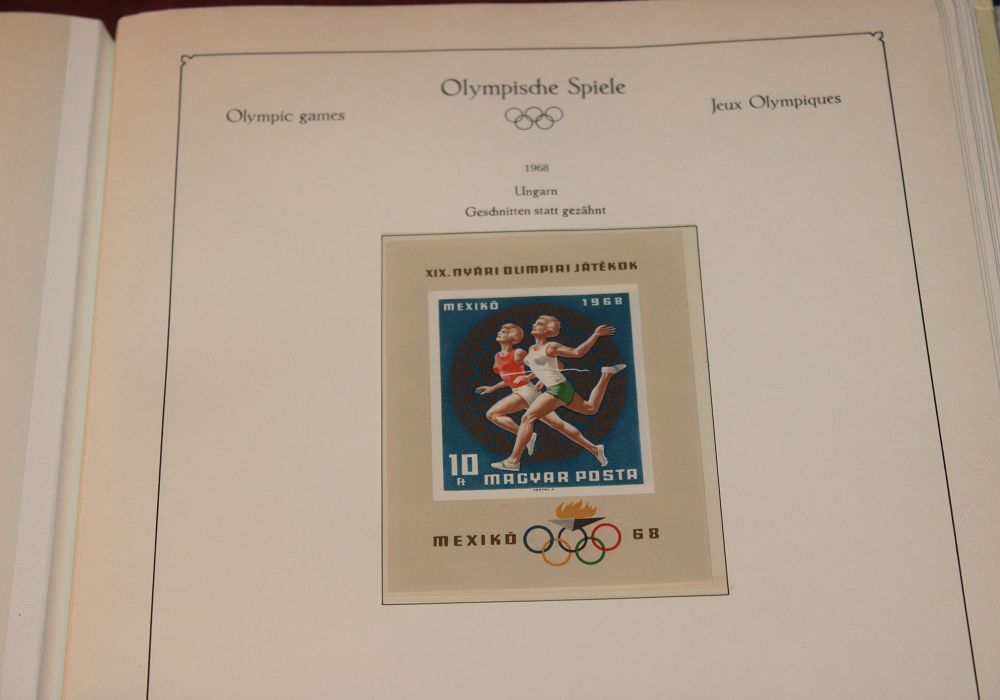 Olympische Spiele
Olympic games
Jeux Olympiques
1968
Ungarn
Geschnitten statt gezähnt
XIX. NYÁRI OLIMPIAI JÁTÉKOK
MEXIKÓ 1968
10 Ft
MAGYAR POSTA
MEXIKÓ 68